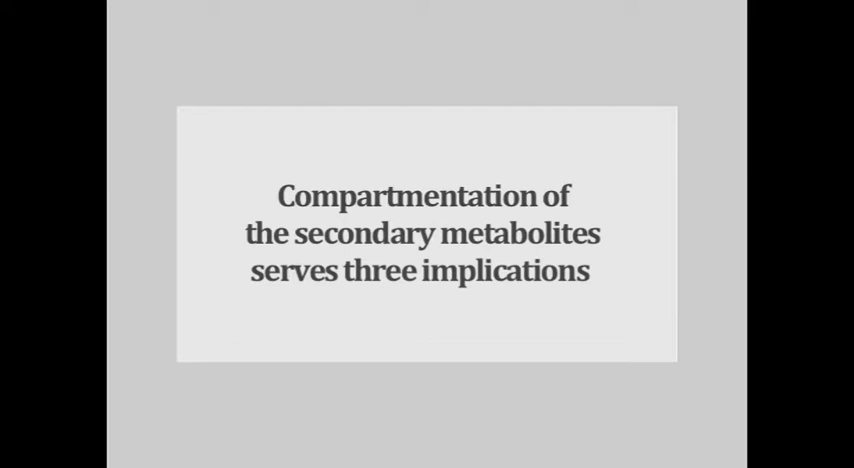 Compartmentation of
the secondary metabolites
serves three implications